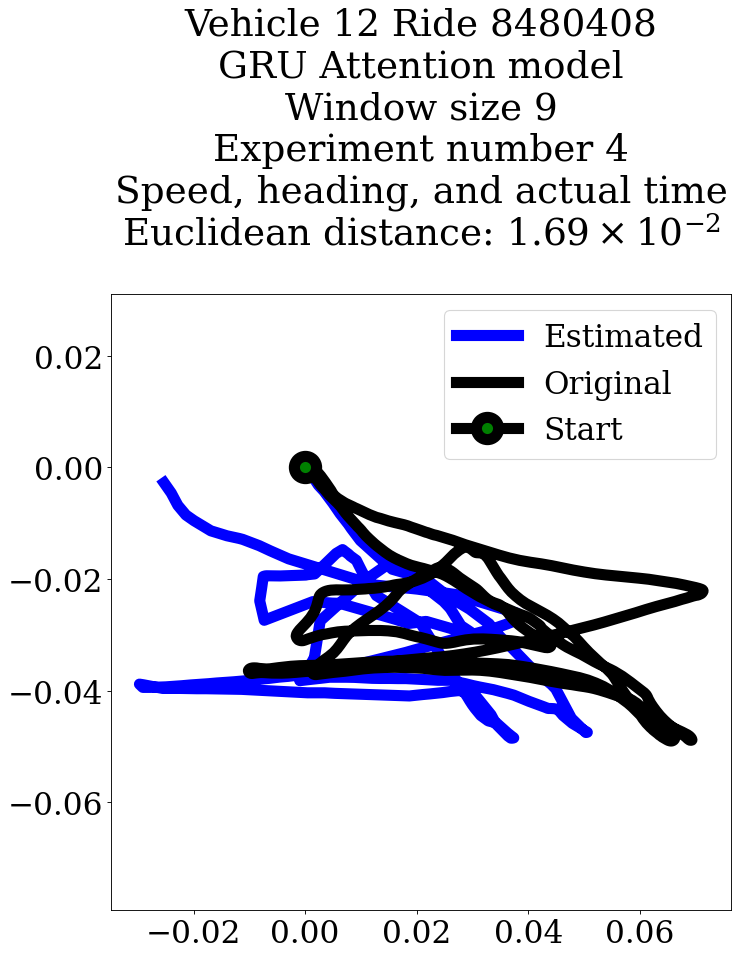 Vehicle 12 Ride 8480408
GRU Attention model
Window size 9
Experiment number 4
Speed, heading, and actual time
Euclidean distance: 1.69 × 10⁻²
Estimated
Original
Start
0.02
0.00
−0.02
−0.04
−0.06
−0.02 0.00 0.02 0.04 0.06